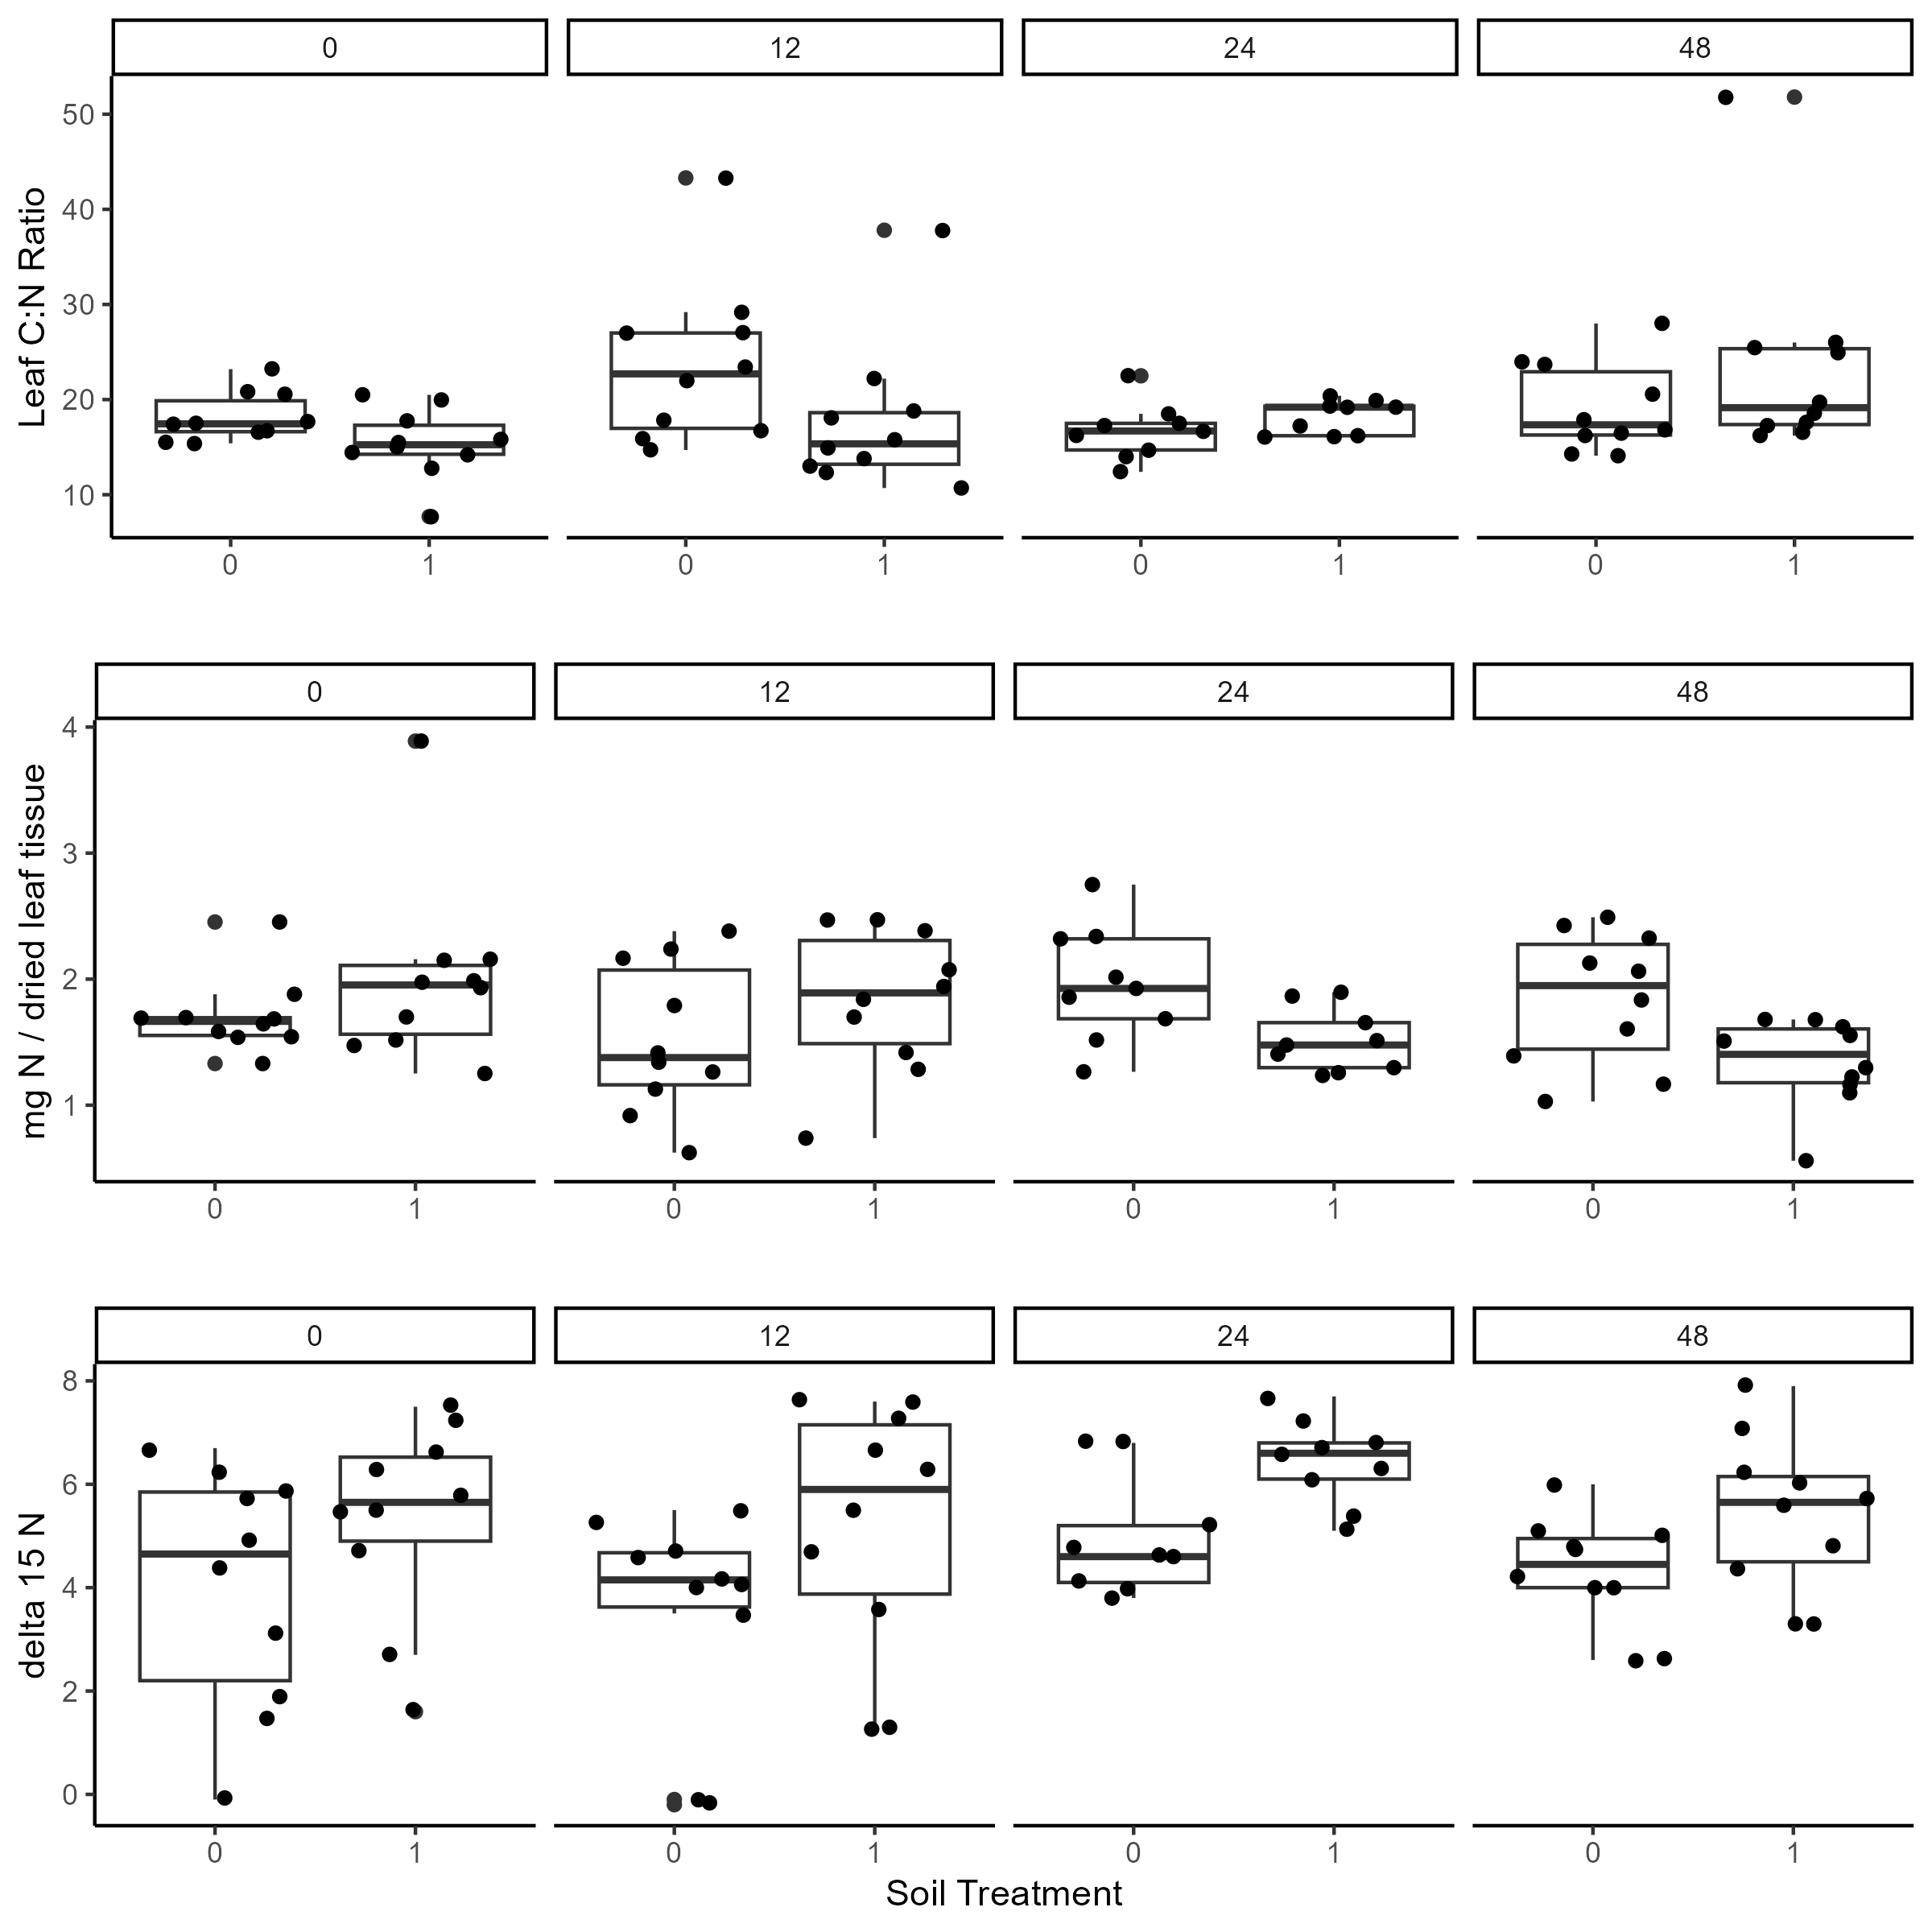 0 12 24 48
Leaf C:N Ratio
50
40
30
20
10
0 1 0 1 0 1 0 1
0 12 24 48
mg N / dried leaf tissue
4
3
2
1
0 1 0 1 0 1 0 1
0 12 24 48
delta 15 N
8
6
4
2
0
0 1 0 1 0 1 0 1
Soil Treatment